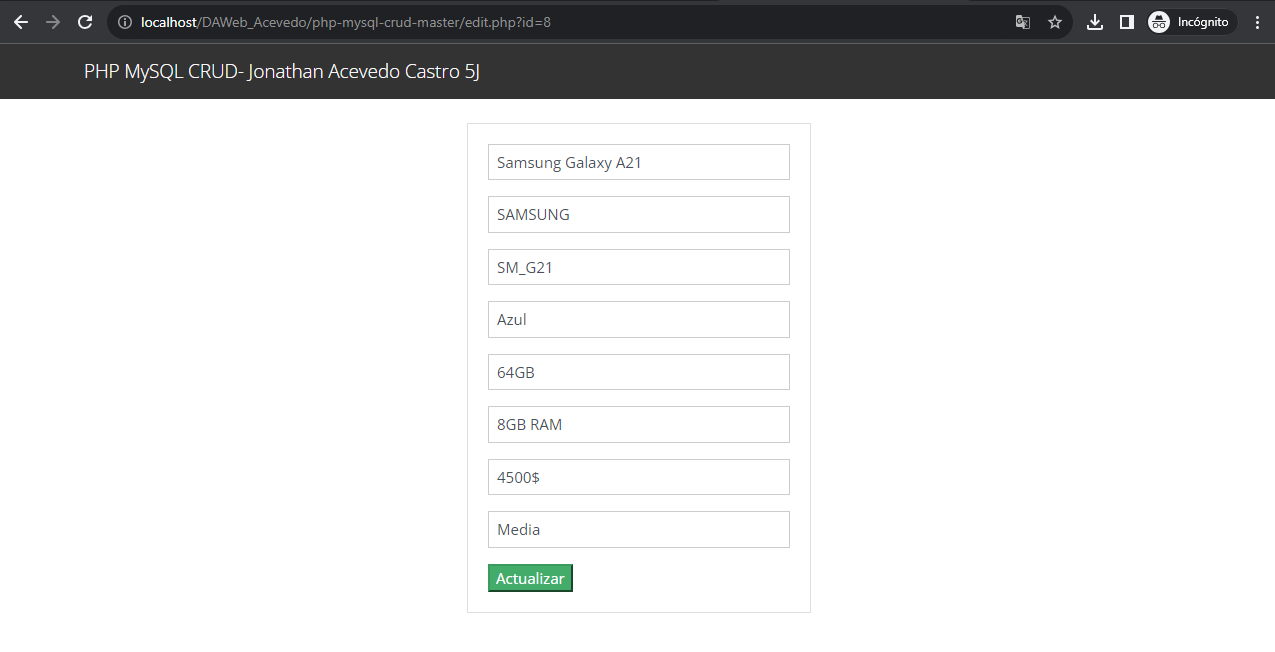 localhost/DAWeb_Acevedo/php-mysql-crud-master/edit.php?id=8
Incógnito
PHP MySQL CRUD- Jonathan Acevedo Castro 5J
Samsung Galaxy A21
SAMSUNG
SM_G21
Azul
64GB
8GB RAM
4500$
Media
Actualizar